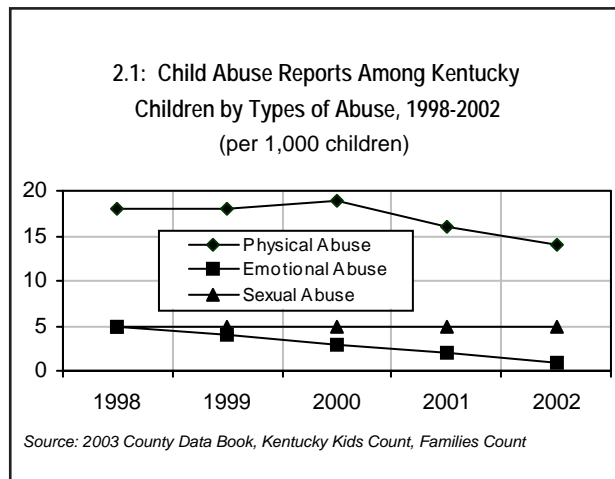 2.1: Child Abuse Reports Among Kentucky
Children by Types of Abuse, 1998-2002
(per 1,000 children)
20
15
10
5
0
Physical Abuse
Emotional Abuse
Sexual Abuse
1998 1999 2000 2001 2002
Source: 2003 County Data Book, Kentucky Kids Count, Families Count